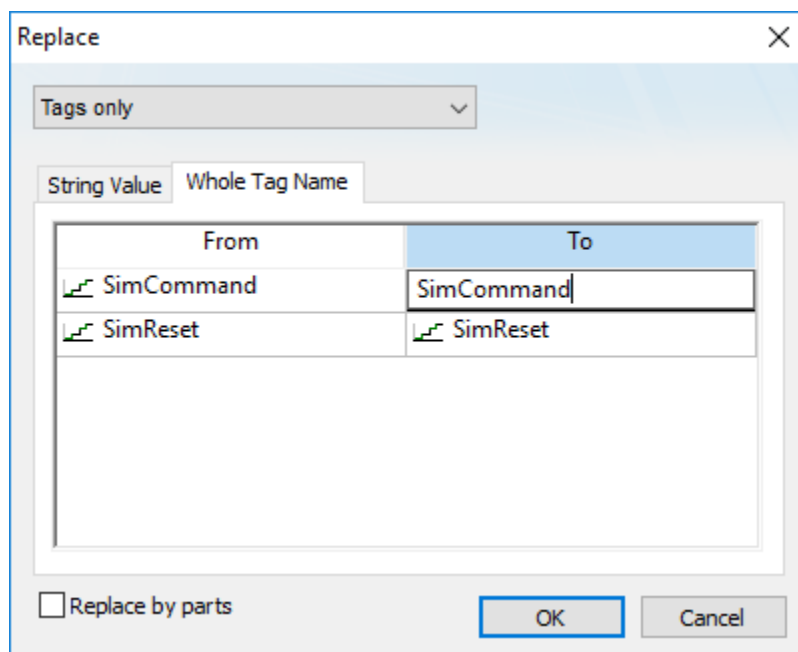 Replace
Tags only
String Value Whole Tag Name
From To
SimCommand SimCommand
SimReset SimReset
Replace by parts OK Cancel